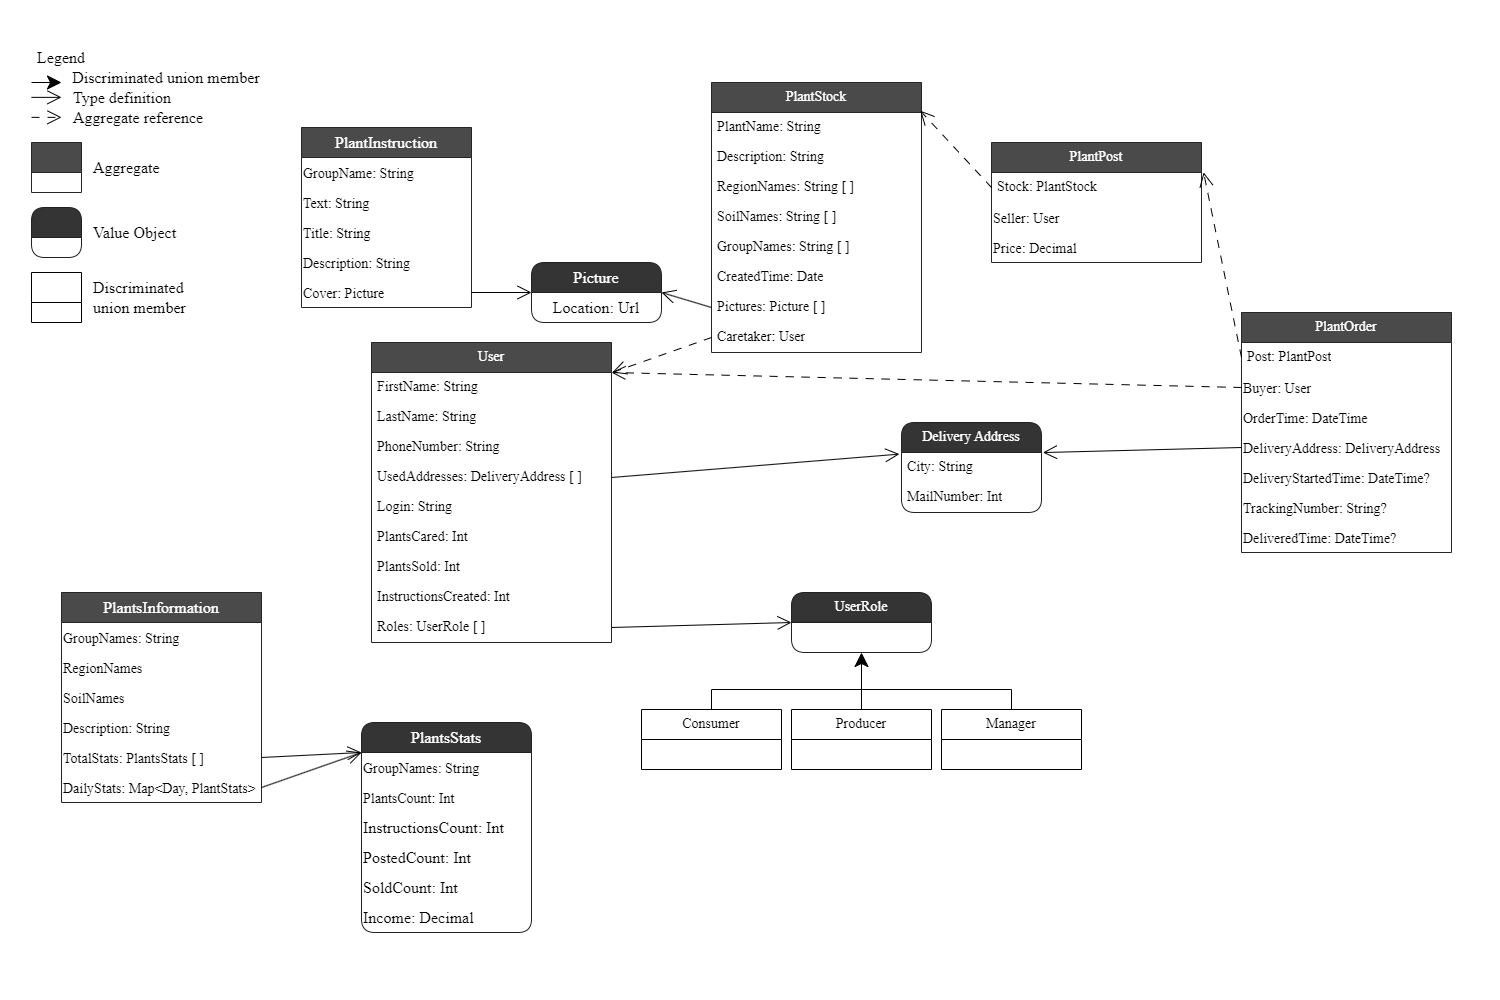 Legend
Discriminated union member
Type definition
Aggregate reference
Aggregate
Value Object
Discriminated
union member
PlantInstruction
GroupName: String
Text: String
Title: String
Description: String
Cover: Picture
Picture
Location: Url
PlantStock
PlantName: String
Description: String
RegionNames: String [ ]
SoilNames: String [ ]
GroupNames: String [ ]
CreatedTime: Date
Pictures: Picture [ ]
Caretaker: User
PlantPost
Stock: PlantStock
Seller: User
Price: Decimal
PlantOrder
Post: PlantPost
Buyer: User
OrderTime: DateTime
DeliveryAddress: DeliveryAddress
DeliveryStartedTime: DateTime?
TrackingNumber: String?
DeliveredTime: DateTime?
User
FirstName: String
LastName: String
PhoneNumber: String
UsedAddresses: DeliveryAddress [ ]
Login: String
PlantsCared: Int
PlantsSold: Int
InstructionsCreated: Int
Roles: UserRole [ ]
Delivery Address
City: String
MailNumber: Int
UserRole
Consumer
Producer
Manager
PlantsInformation
GroupNames: String
RegionNames
SoilNames
Description: String
TotalStats: PlantsStats [ ]
DailyStats: Map<Day, PlantStats>
PlantsStats
GroupNames: String
PlantsCount: Int
InstructionsCount: Int
PostedCount: Int
SoldCount: Int
Income: Decimal